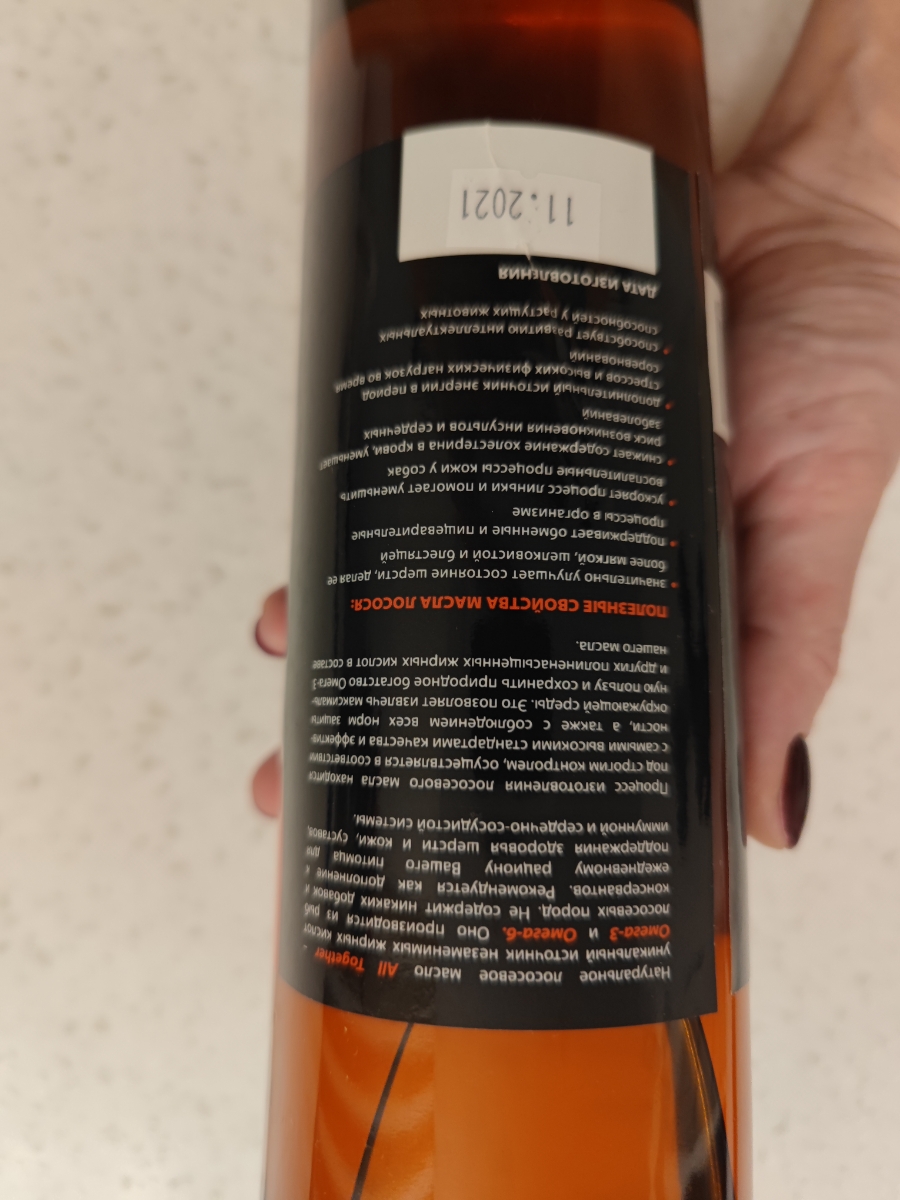 Натуральное лососевое масло All Together –
уникальный источник незаменимых жирных кислот
Омега-3 и Омега-6. Оно производится из рыб
лососевых пород. Не содержит никаких добавок и
консервантов. Рекомендуется как дополнение к
ежедневному рациону Вашего питомца для
поддержания здоровья шерсти и кожи, суставов,
иммунной и сердечно-сосудистой системы.
Процесс изготовления лососевого масла находится
под строгим контролем, осуществляется в соответствии
с самыми высокими стандартами качества и эффектив-
ности, а также с соблюдением всех норм защиты
окружающей среды. Это позволяет извлечь максималь-
ную пользу и сохранить природное богатство Омега-3
и других полиненасыщенных жирных кислот в составе
нашего масла.
ПОЛЕЗНЫЕ СВОЙСТВА МАСЛА ЛОСОСЯ:
• значительно улучшает состояние шерсти, делая ее
более мягкой, шелковистой и блестящей
• поддерживает обменные и пищеварительные
процессы в организме
• ускоряет процесс линьки и помогает уменьшить
воспалительные процессы кожи у собак
• снижает содержание холестерина в крови, уменьшает
риск возникновения инсультов и сердечных
заболеваний
• дополнительный источник энергии в период
стрессов и высоких физических нагрузок во время
соревнований
• способствует развитию интеллектуальных
способностей у растущих животных
ДАТА ИЗГОТОВЛЕНИЯ
11.2021